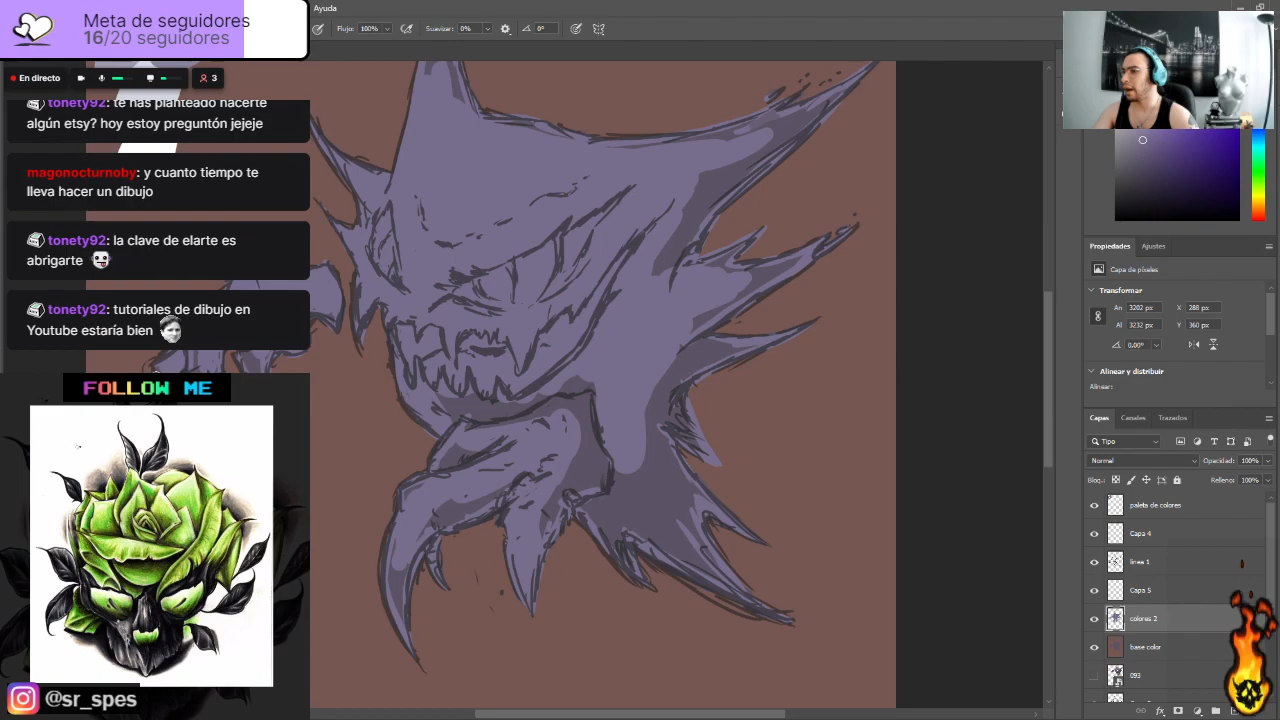 Meta de seguidores
16/20 seguidores
En directo
3
tonety92: te has planteado hacerte
algún etsy? hoy estoy preguntón jejeje
magonocturnoby: y cuanto tiempo te
lleva hacer un dibujo
tonety92: la clave de elarte es
abrigarte
tonety92: tutoriales de dibujo en
Youtube estaría bien
FOLLOW ME
@sr_spes
Ayuda
Flujo: 100%
Suavizar: 0%
0°
Propiedades
Ajustes
Capa de píxeles
Transformar
An 3202 px
X 288 px
Al 3232 px
Y 360 px
0,00°
Alinear y distribuir
Alinear:
Capas
Canales
Trazados
Tipo
Normal
Opacidad: 100%
Bloq.:
Relleno: 100%
paleta de colores
Capa 4
linea 1
Capa 5
colores 2
base color
093